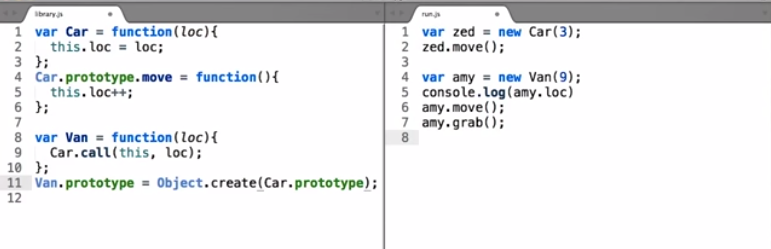 library.js
1 var Car = function(loc){
2   this.loc = loc;
3 };
4 Car.prototype.move = function(){
5   this.loc++;
6 };
7
8 var Van = function(loc){
9   Car.call(this, loc);
10 };
11 Van.prototype = Object.create(Car.prototype);
12
run.js
1 var zed = new Car(3);
2 zed.move();
3
4 var amy = new Van(9);
5 console.log(amy.loc)
6 amy.move();
7 amy.grab();
8